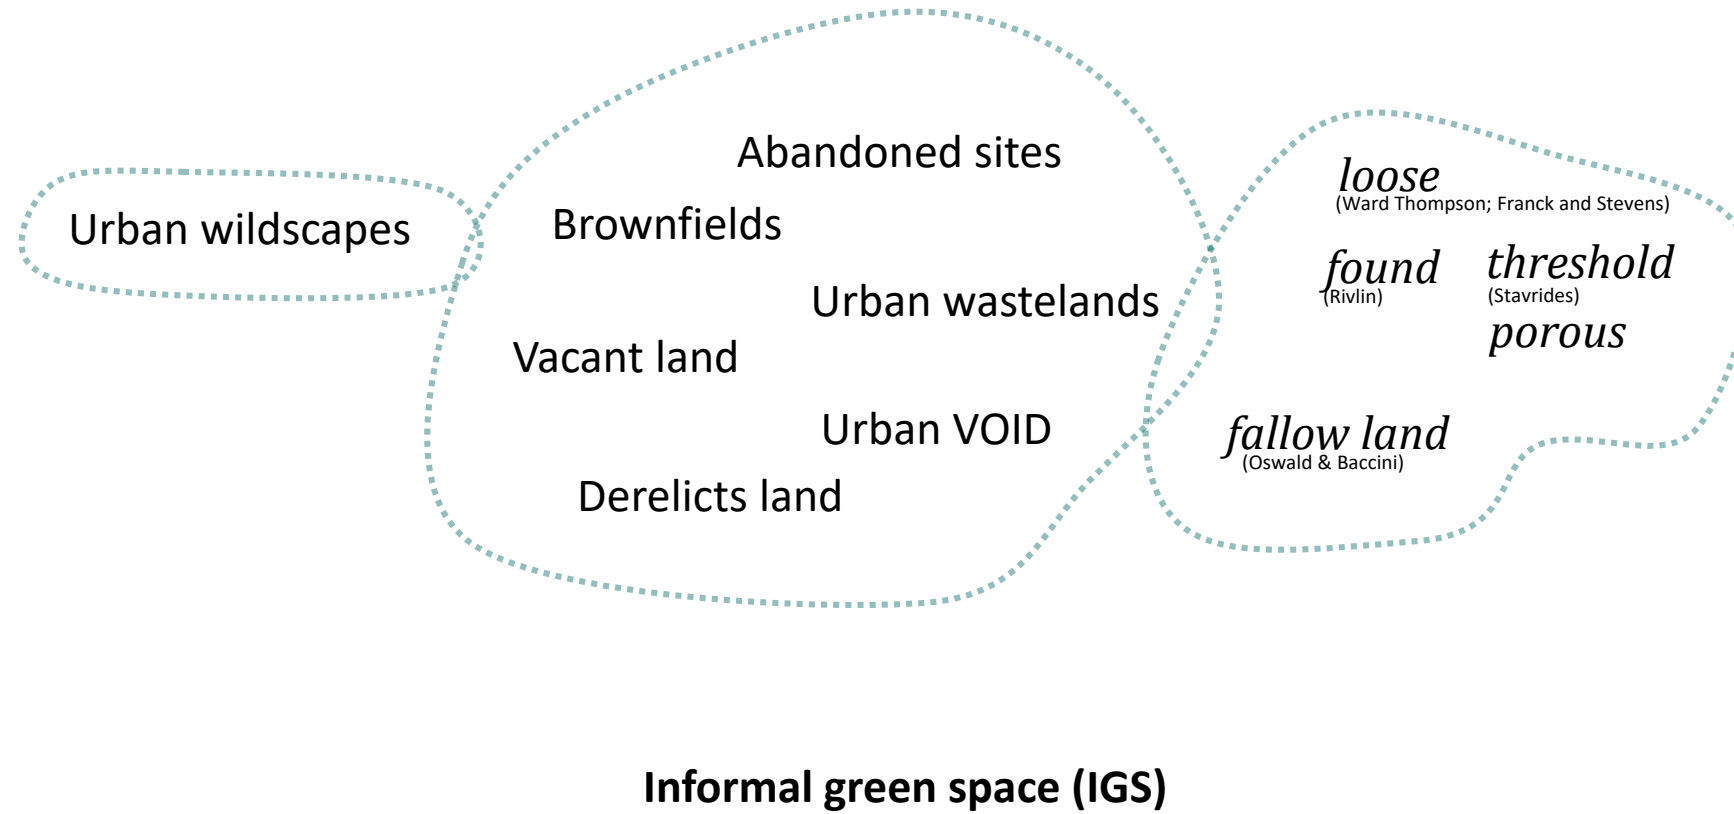 Urban wildscapes
Abandoned sites
Brownfields
Urban wastelands
Vacant land
Urban VOID
Derelicts land
loose
(Ward Thompson; Franck and Stevens)
found
(Rivlin)
threshold
(Stavrides)
porous
fallow land
(Oswald & Baccini)
Informal green space (IGS)